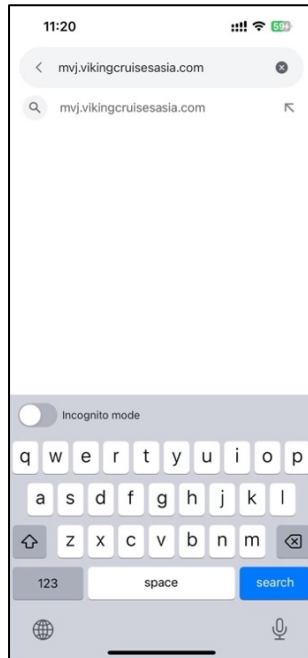 11:20
59
mvj.vikingcruisesasia.com
mvj.vikingcruisesasia.com
Incognito mode
q w e r t y u i o p
a s d f g h j k l
z x c v b n m
123 space search